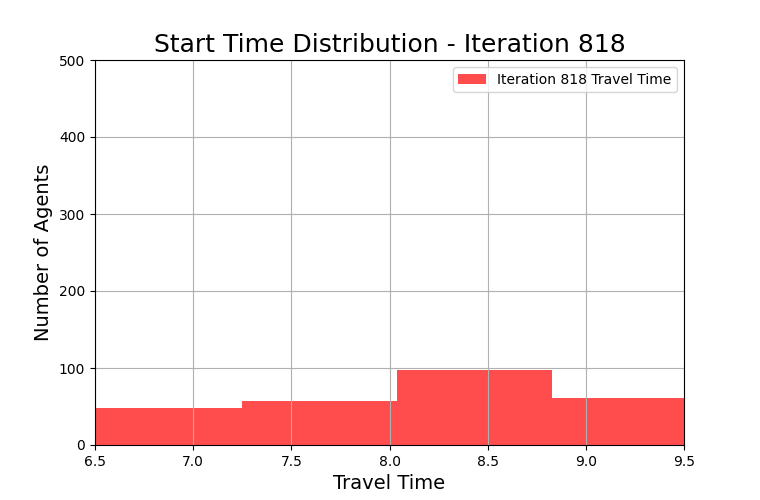 Start Time Distribution - Iteration 818
Iteration 818 Travel Time
Number of Agents
500
400
300
200
100
0
6.5 7.0 7.5 8.0 8.5 9.0 9.5
Travel Time